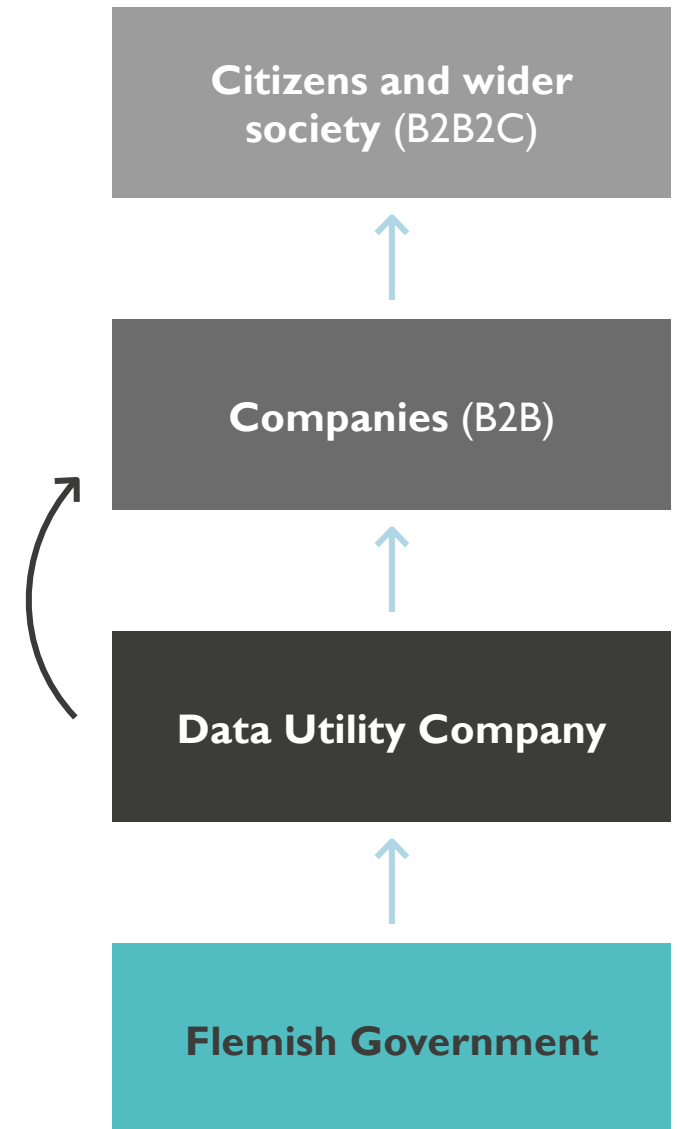 Citizens and wider
society (B2B2C)
Companies (B2B)
Data Utility Company
Flemish Government